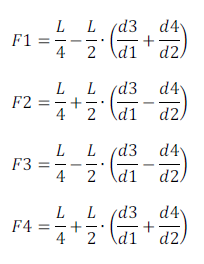 F1 = L/4 − L/2 · (d3/d1 + d4/d2)
F2 = L/4 + L/2 · (d3/d1 − d4/d2)
F3 = L/4 − L/2 · (d3/d1 − d4/d2)
F4 = L/4 + L/2 · (d3/d1 + d4/d2)